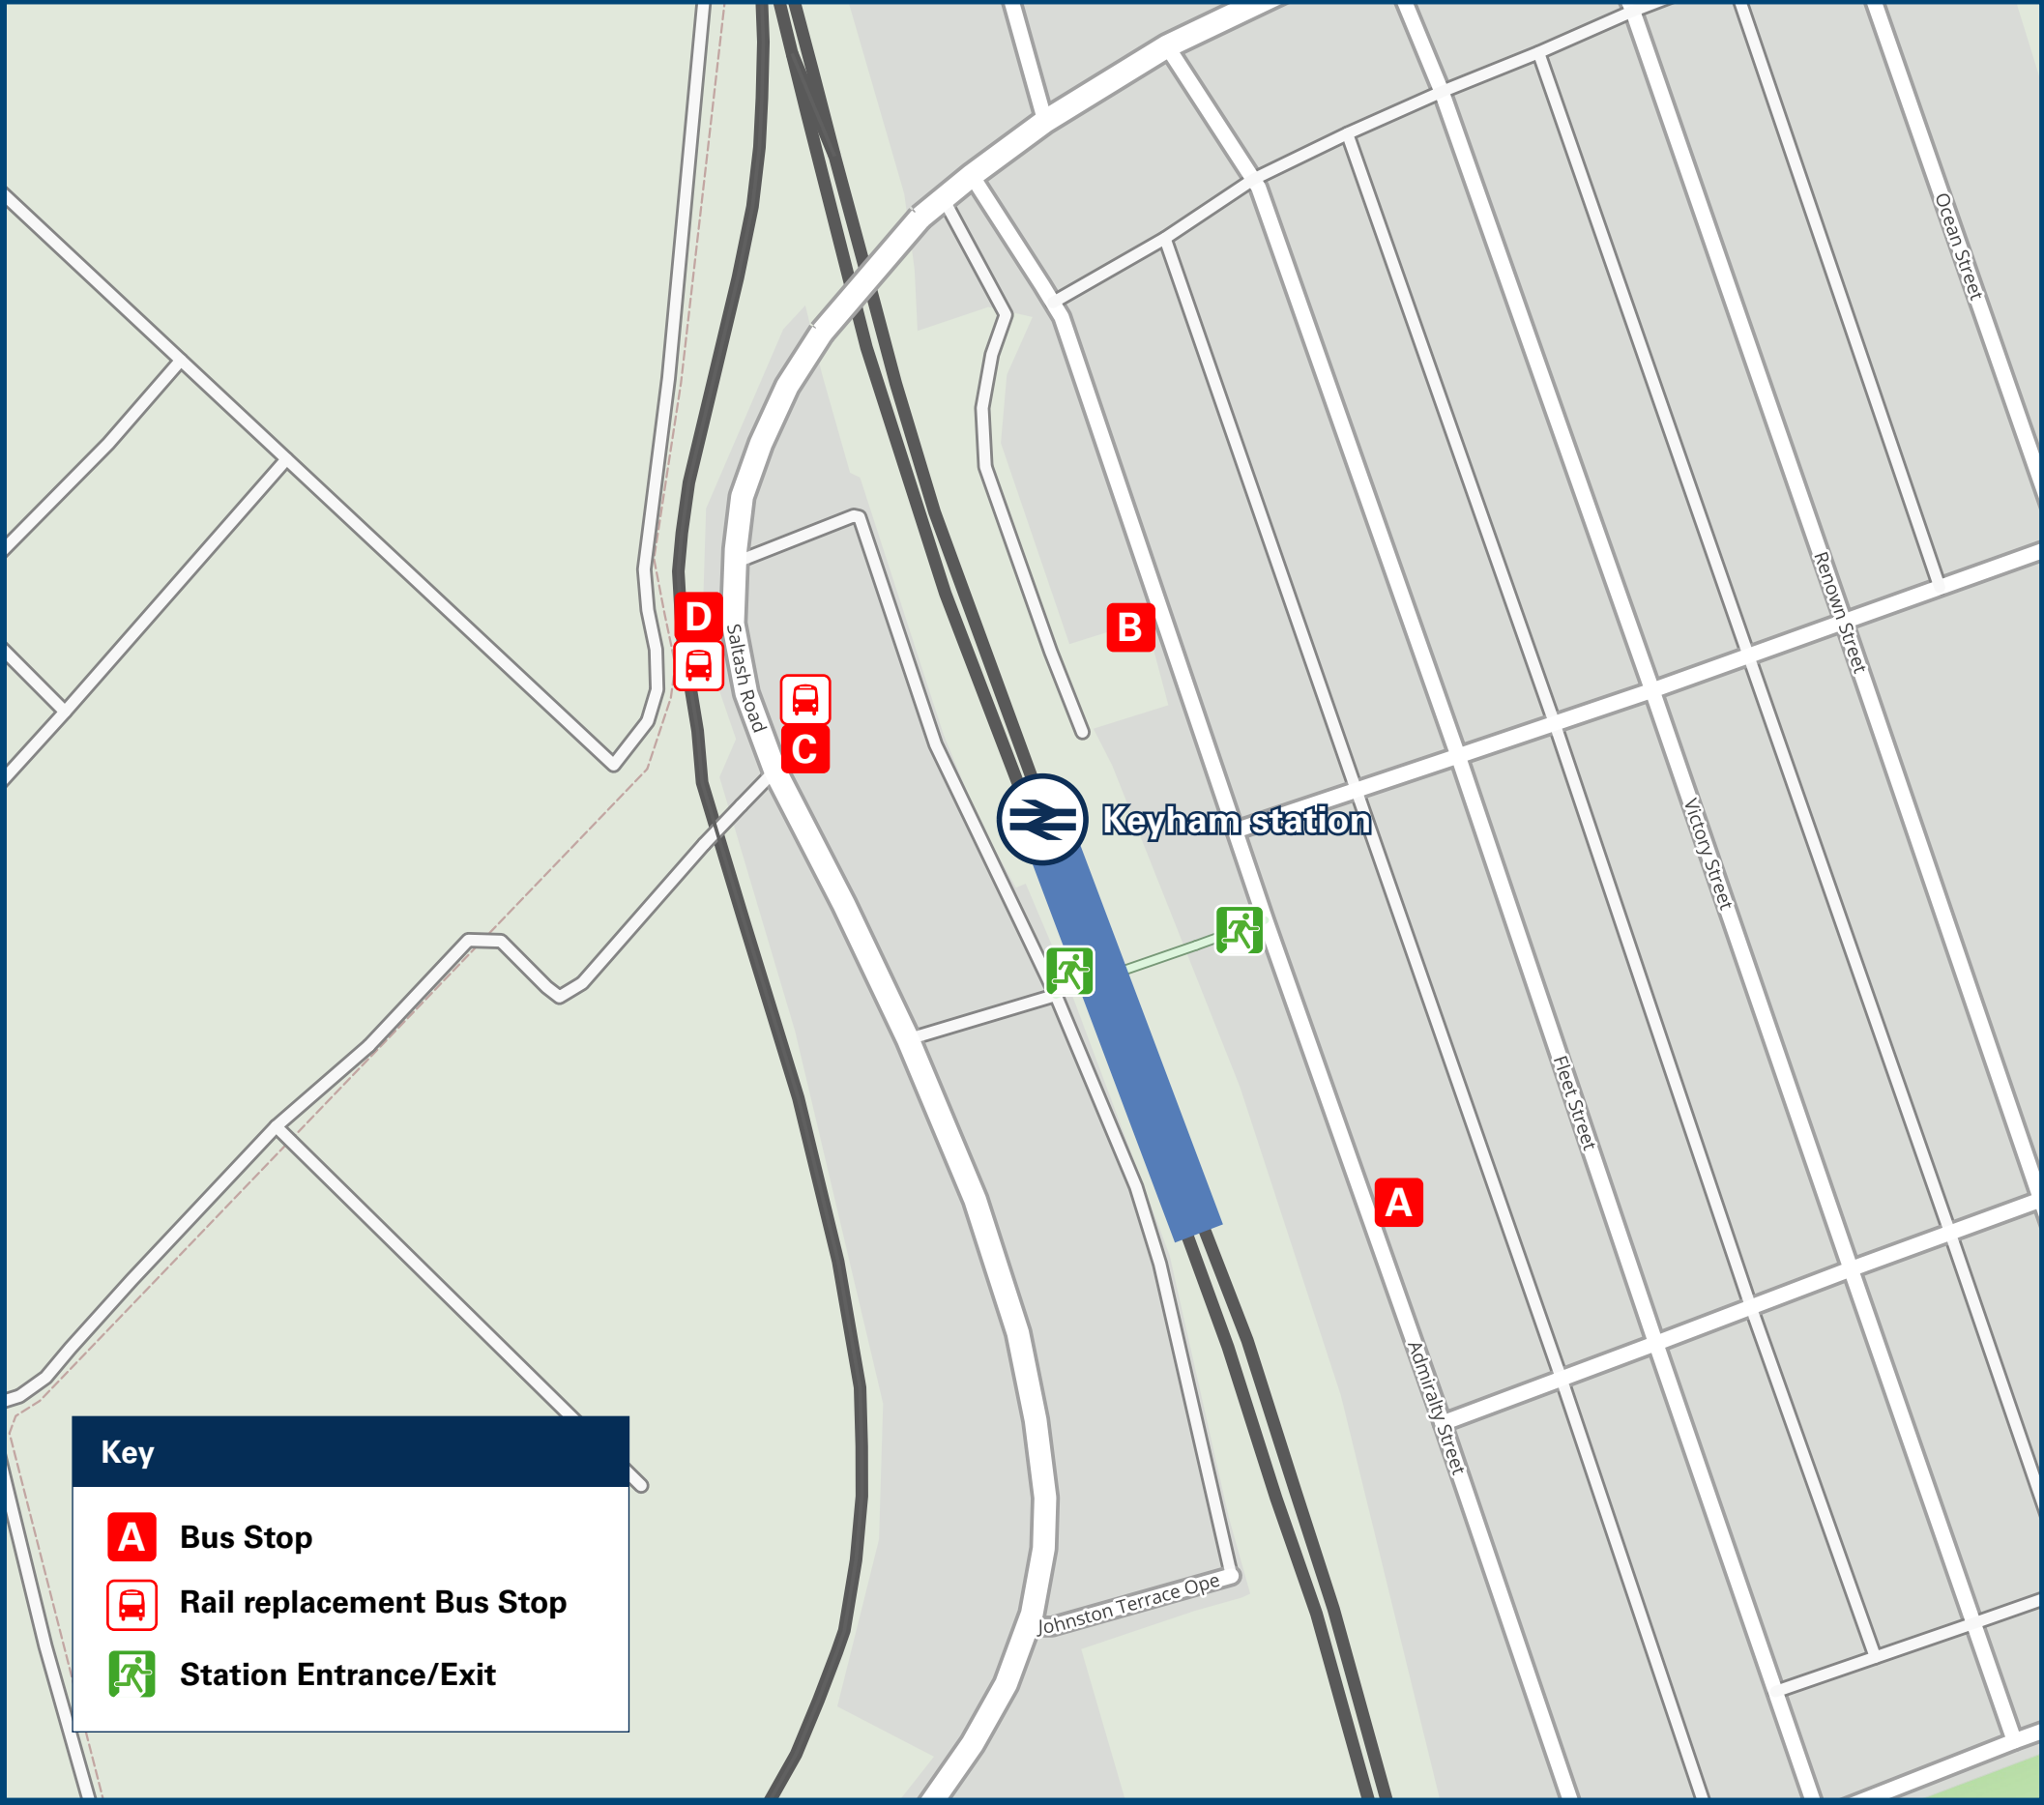 Ocean Street
Renown Street
D
Saltash Road
B
C
Keyham station
Victory Street
Fleet Street
A
Admiralty Street
Johnston Terrace Ope
Key
A Bus Stop
Rail replacement Bus Stop
Station Entrance/Exit